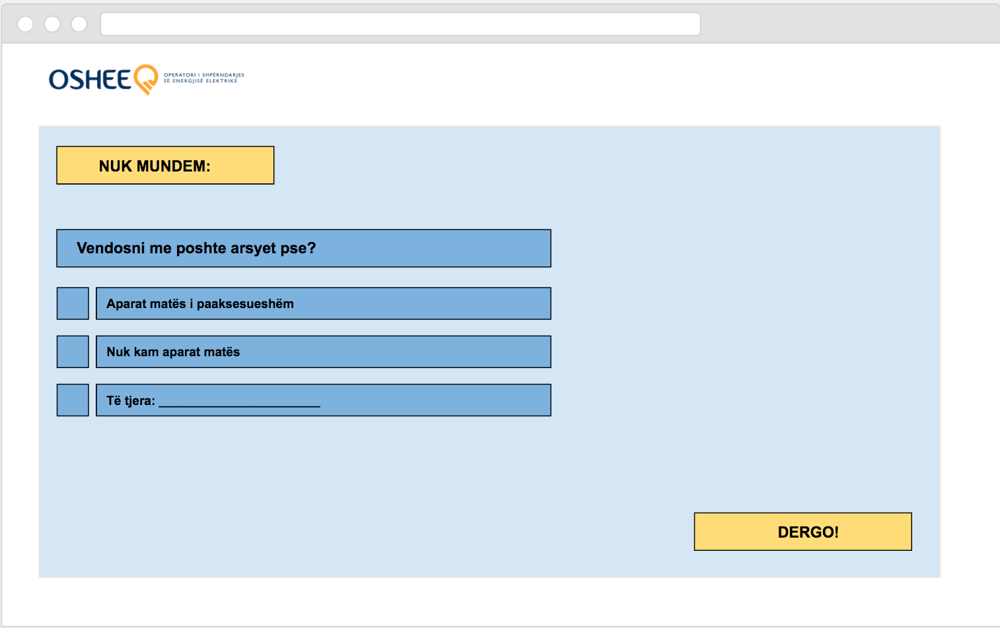 OSHEE
OPERATORI I SHPËRNDARJES
SË ENERGJISË ELEKTRIKE
NUK MUNDEM:
Vendosni me poshte arsyet pse?
Aparat matës i paaksesueshëm
Nuk kam aparat matës
Të tjera: _______________________
DERGO!